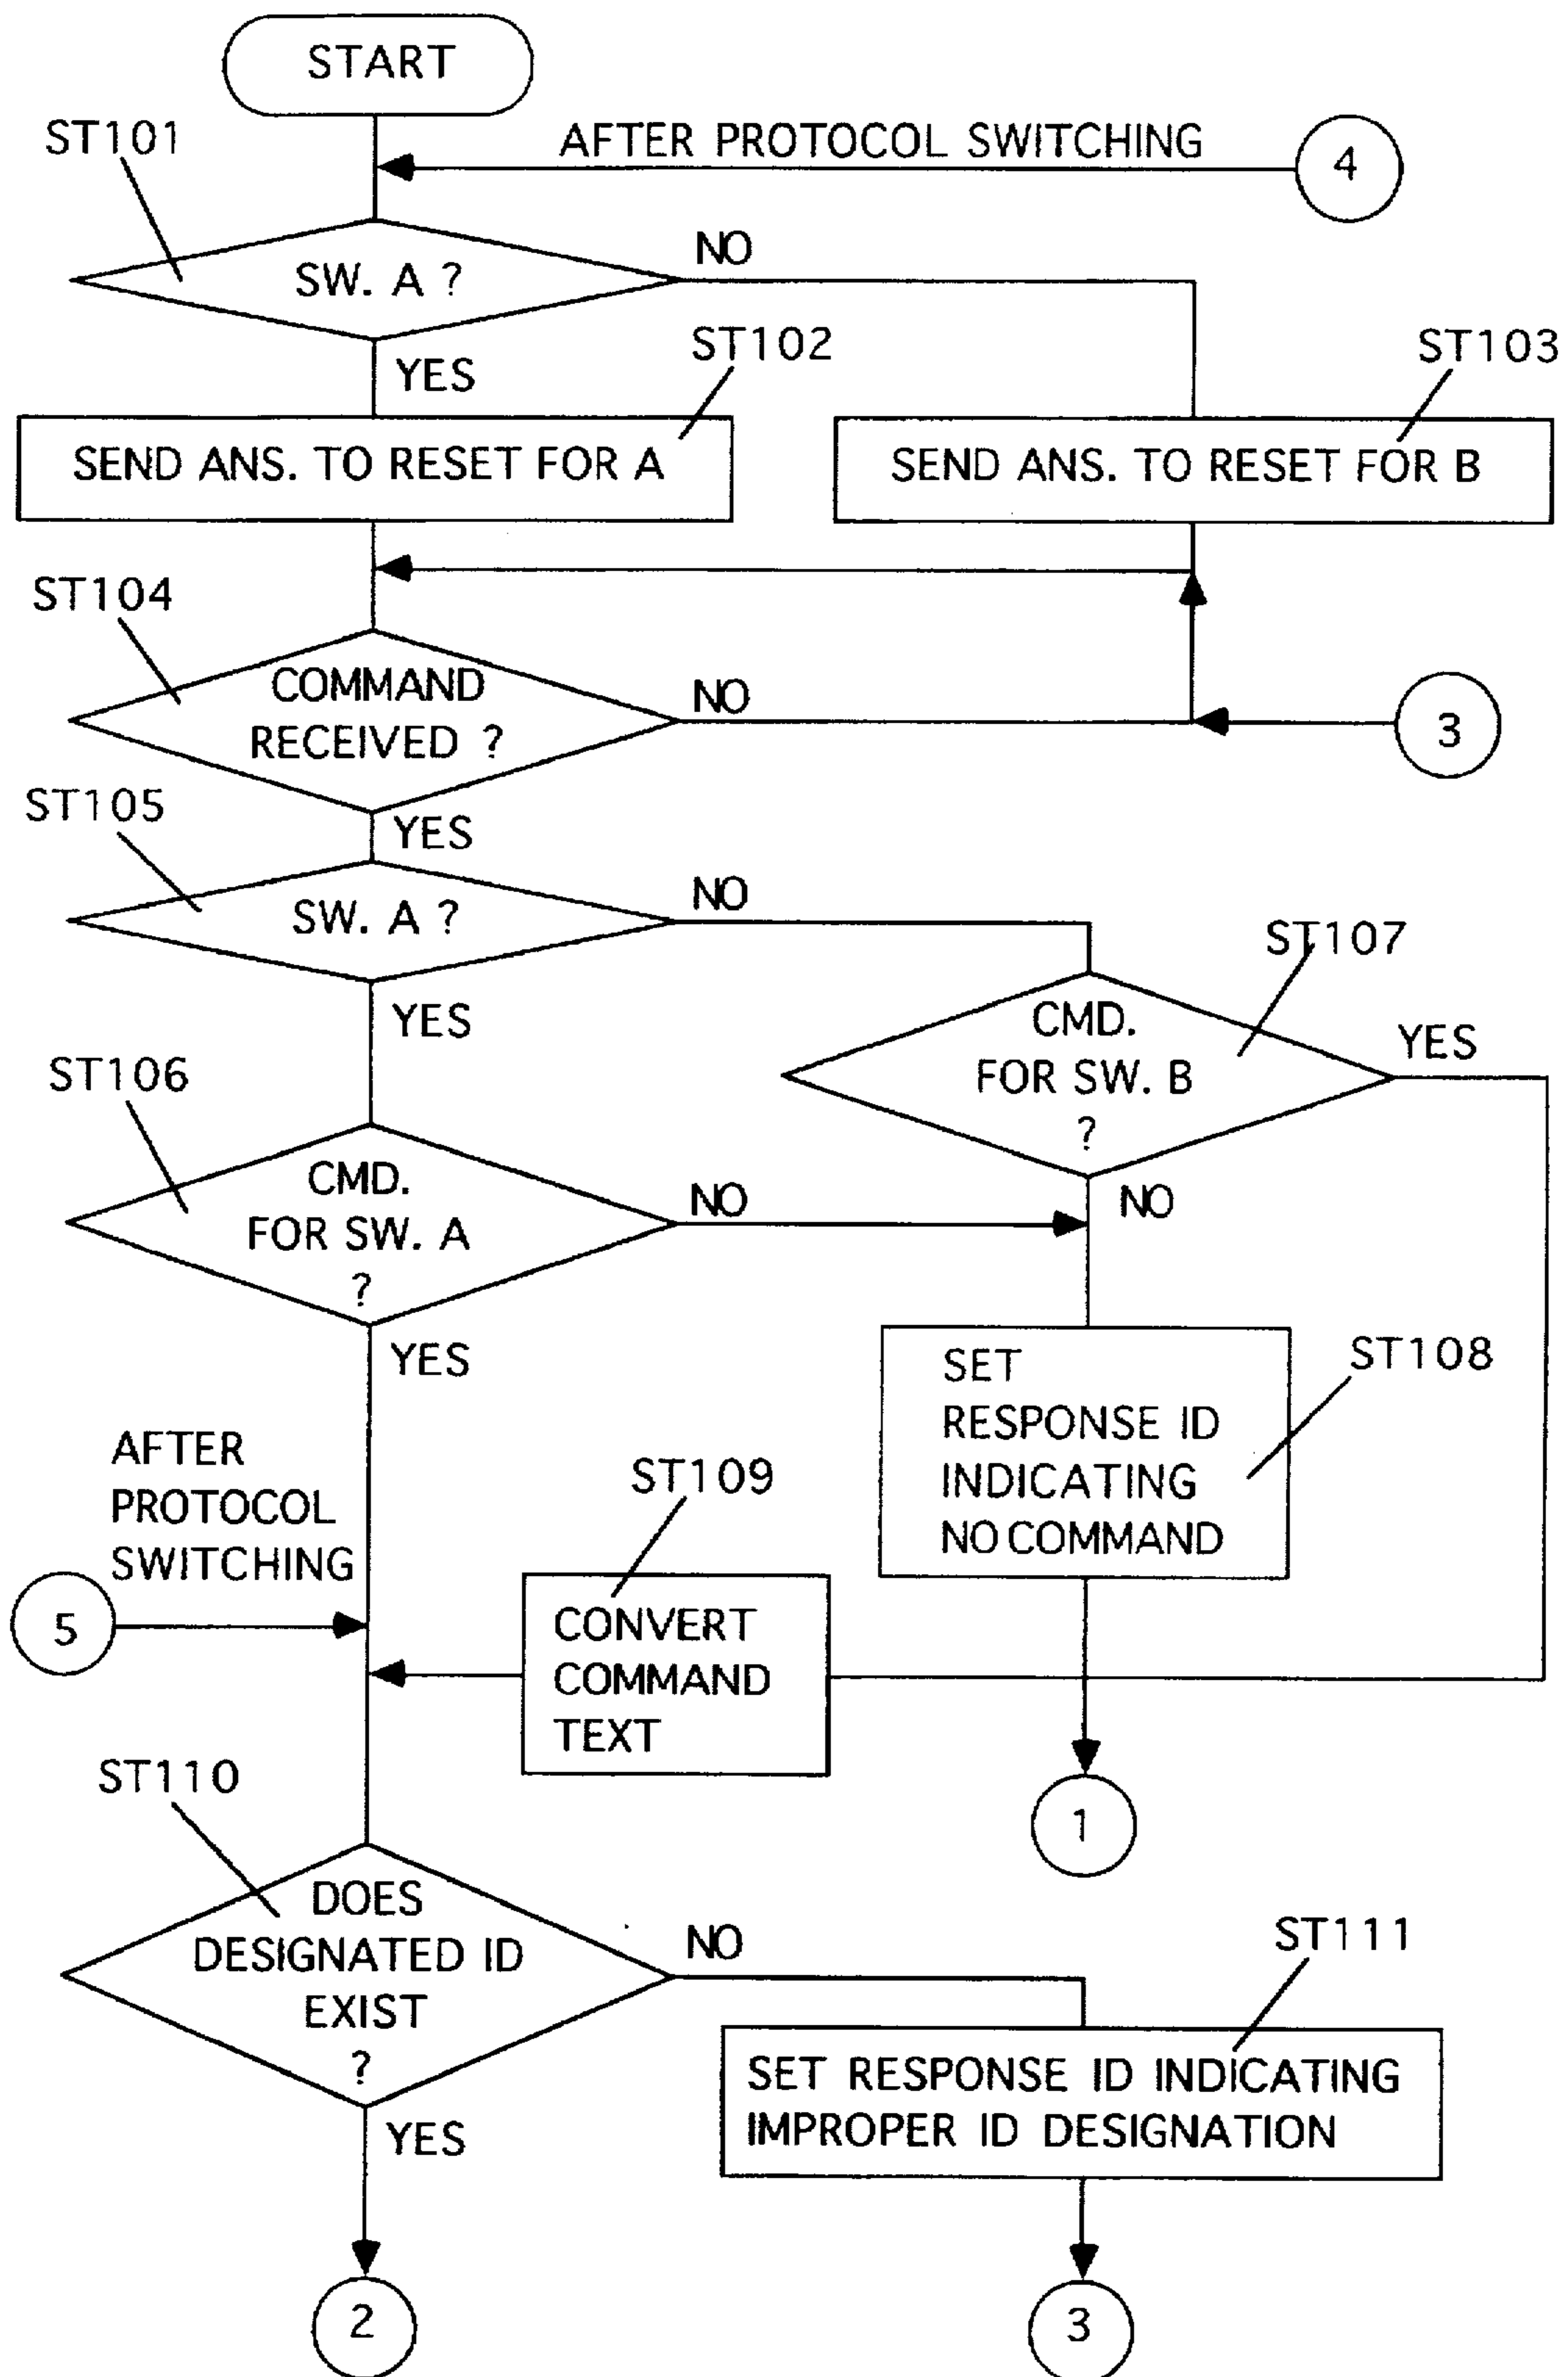 START
ST101
AFTER PROTOCOL SWITCHING
4
SW. A ?
NO
YES
ST102
ST103
SEND ANS. TO RESET FOR A
SEND ANS. TO RESET FOR B
ST104
COMMAND
RECEIVED ?
NO
3
YES
ST105
SW. A ?
NO
YES
ST107
CMD.
FOR SW. B
?
YES
NO
ST106
CMD.
FOR SW. A
?
NO
YES
SET
RESPONSE ID
INDICATING
NO COMMAND
ST108
AFTER
PROTOCOL
SWITCHING
5
ST109
CONVERT
COMMAND
TEXT
1
ST110
DOES
DESIGNATED ID
EXIST
?
NO
YES
ST111
SET RESPONSE ID INDICATING
IMPROPER ID DESIGNATION
2
3